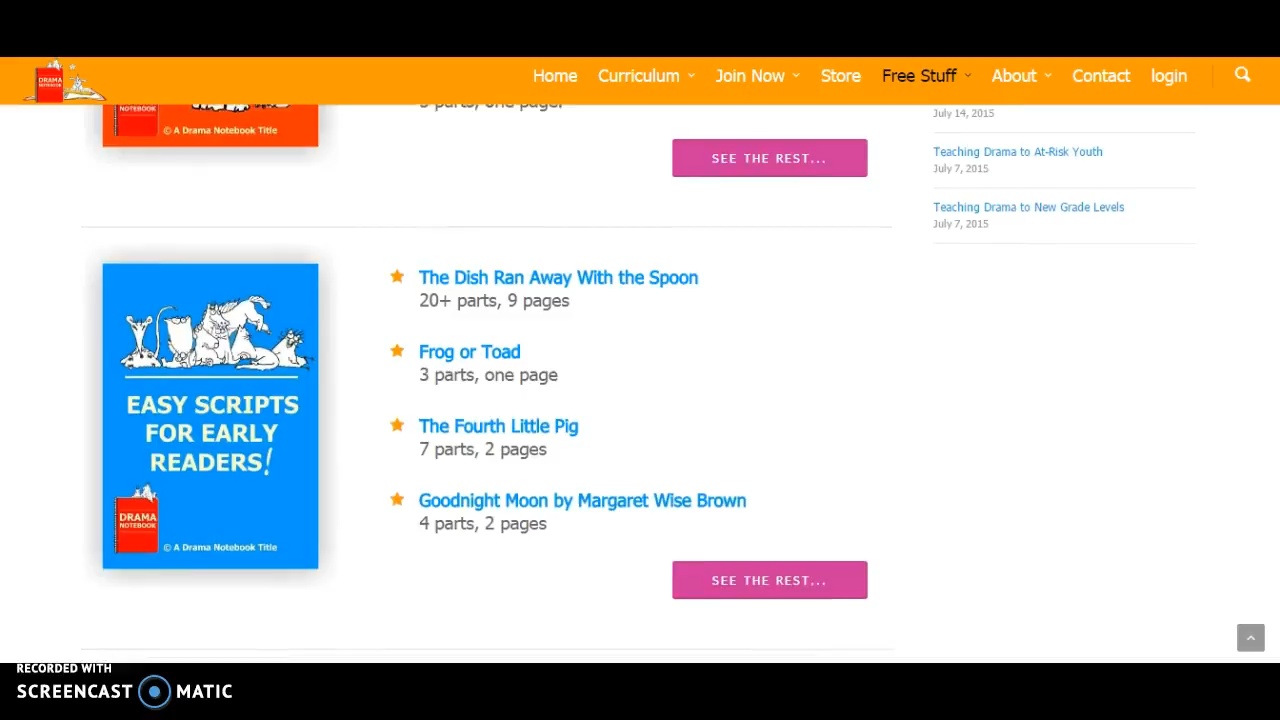 Home Curriculum Join Now Store Free Stuff About Contact login
DRAMA
NOTEBOOK
NOTEBOOK
© A Drama Notebook Title
SEE THE REST...
July 14, 2015
Teaching Drama to At-Risk Youth
July 7, 2015
Teaching Drama to New Grade Levels
July 7, 2015
EASY SCRIPTS
FOR EARLY
READERS!
DRAMA
NOTEBOOK
© A Drama Notebook Title
The Dish Ran Away With the Spoon
20+ parts, 9 pages
Frog or Toad
3 parts, one page
The Fourth Little Pig
7 parts, 2 pages
Goodnight Moon by Margaret Wise Brown
4 parts, 2 pages
SEE THE REST...
RECORDED WITH
SCREENCAST MATIC